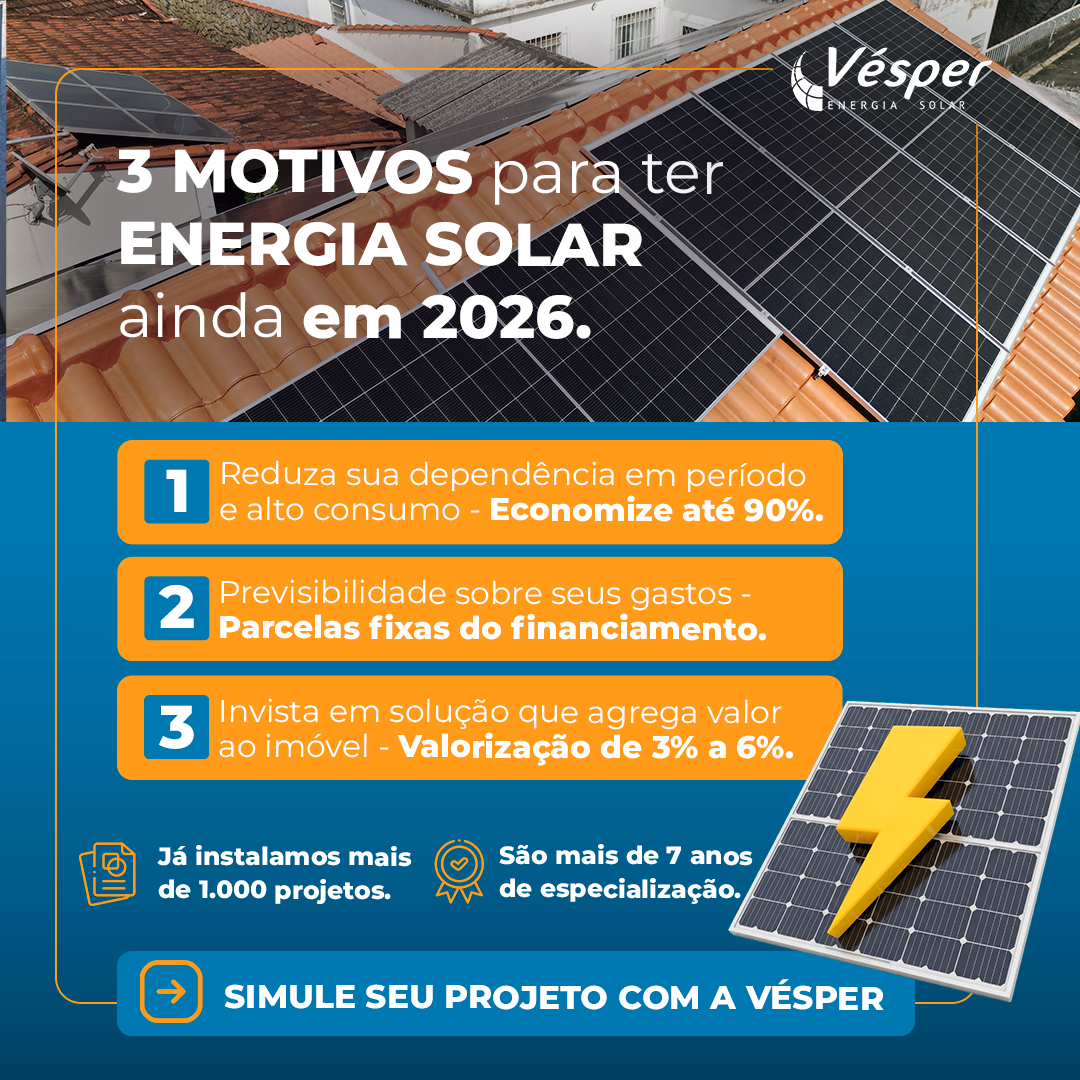 Vésper
ENERGIA SOLAR
3 MOTIVOS para ter
ENERGIA SOLAR
ainda em 2026.
1
Reduza sua dependência em período
e alto consumo - Economize até 90%.
2
Previsibilidade sobre seus gastos -
Parcelas fixas do financiamento.
3
Invista em solução que agrega valor
ao imóvel - Valorização de 3% a 6%.
Já instalamos mais
de 1.000 projetos.
São mais de 7 anos
de especialização.
SIMULE SEU PROJETO COM A VÉSPER